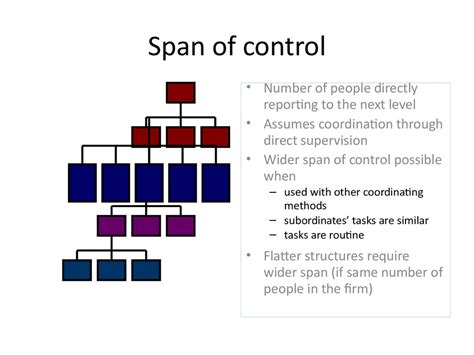 Span of control
• Number of people directly
reporting to the next level
• Assumes coordination through
direct supervision
• Wider span of control possible
when
– used with other coordinating
methods
– subordinates’ tasks are similar
– tasks are routine
• Flatter structures require
wider span (if same number of
people in the firm)